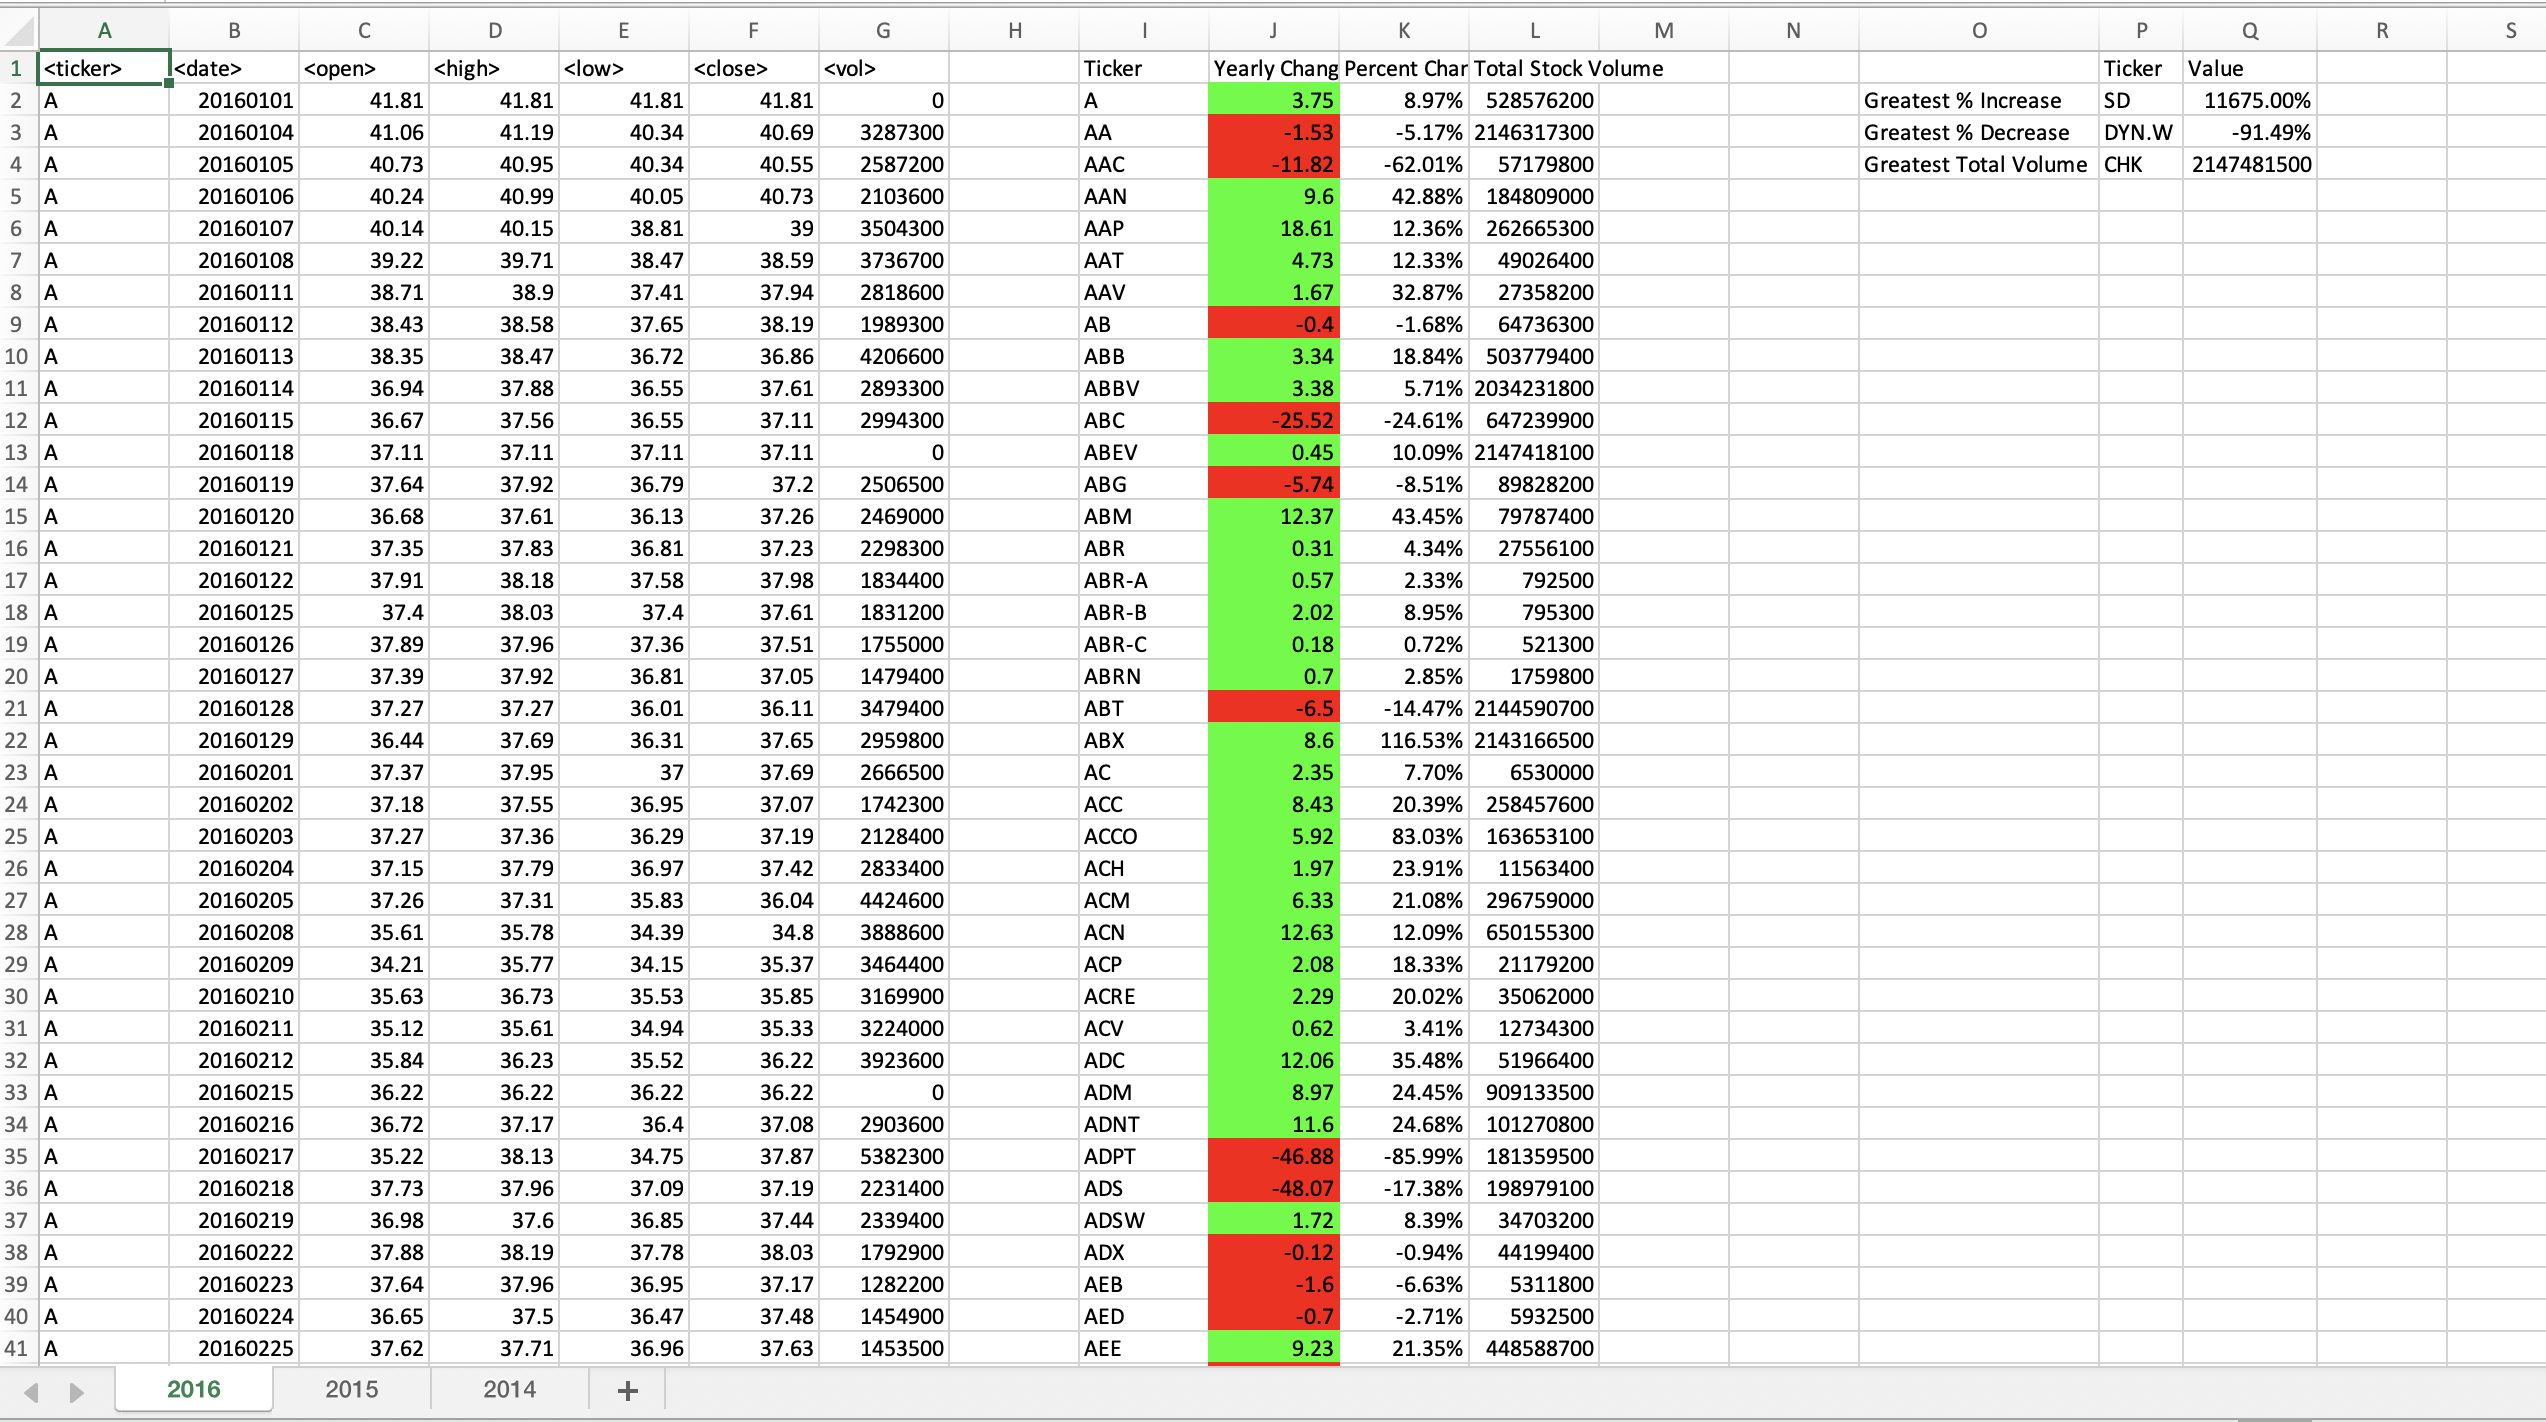 A B C D E F G H I J K L M N O P Q R S
1 <ticker> <date> <open> <high> <low> <close> <vol> Ticker Yearly Chang Percent Char Total Stock Volume Ticker Value
2 A 20160101 41.81 41.81 41.81 41.81 0 A 3.75 8.97% 528576200 Greatest % Increase SD 11675.00%
3 A 20160104 41.06 41.19 40.34 40.69 3287300 AA -1.53 -5.17% 2146317300 Greatest % Decrease DYN.W -91.49%
4 A 20160105 40.73 40.95 40.34 40.55 2587200 AAC -11.82 -62.01% 57179800 Greatest Total Volume CHK 2147481500
5 A 20160106 40.24 40.99 40.05 40.73 2103600 AAN 9.6 42.88% 184809000
6 A 20160107 40.14 40.15 38.81 39 3504300 AAP 18.61 12.36% 262665300
7 A 20160108 39.22 39.71 38.47 38.59 3736700 AAT 4.73 12.33% 49026400
8 A 20160111 38.71 38.9 37.41 37.94 2818600 AAV 1.67 32.87% 27358200
9 A 20160112 38.43 38.58 37.65 38.19 1989300 AB -0.4 -1.68% 64736300
10 A 20160113 38.35 38.47 36.72 36.86 4206600 ABB 3.34 18.84% 503779400
11 A 20160114 36.94 37.88 36.55 37.61 2893300 ABBV 3.38 5.71% 2034231800
12 A 20160115 36.67 37.56 36.55 37.11 2994300 ABC -25.52 -24.61% 647239900
13 A 20160118 37.11 37.11 37.11 37.11 0 ABEV 0.45 10.09% 2147418100
14 A 20160119 37.64 37.92 36.79 37.2 2506500 ABG -5.74 -8.51% 89828200
15 A 20160120 36.68 37.61 36.13 37.26 2469000 ABM 12.37 43.45% 79787400
16 A 20160121 37.35 37.83 36.81 37.23 2298300 ABR 0.31 4.34% 27556100
17 A 20160122 37.91 38.18 37.58 37.98 1834400 ABR-A 0.57 2.33% 792500
18 A 20160125 37.4 38.03 37.4 37.61 1831200 ABR-B 2.02 8.95% 795300
19 A 20160126 37.89 37.96 37.36 37.51 1755000 ABR-C 0.18 0.72% 521300
20 A 20160127 37.39 37.92 36.81 37.05 1479400 ABRN 0.7 2.85% 1759800
21 A 20160128 37.27 37.27 36.01 36.11 3479400 ABT -6.5 -14.47% 2144590700
22 A 20160129 36.44 37.69 36.31 37.65 2959800 ABX 8.6 116.53% 2143166500
23 A 20160201 37.37 37.95 37 37.69 2666500 AC 2.35 7.70% 6530000
24 A 20160202 37.18 37.55 36.95 37.07 1742300 ACC 8.43 20.39% 258457600
25 A 20160203 37.27 37.36 36.29 37.19 2128400 ACCO 5.92 83.03% 163653100
26 A 20160204 37.15 37.79 36.97 37.42 2833400 ACH 1.97 23.91% 11563400
27 A 20160205 37.26 37.31 35.83 36.04 4424600 ACM 6.33 21.08% 296759000
28 A 20160208 35.61 35.78 34.39 34.8 3888600 ACN 12.63 12.09% 650155300
29 A 20160209 34.21 35.77 34.15 35.37 3464400 ACP 2.08 18.33% 21179200
30 A 20160210 35.63 36.73 35.53 35.85 3169900 ACRE 2.29 20.02% 35062000
31 A 20160211 35.12 35.61 34.94 35.33 3224000 ACV 0.62 3.41% 12734300
32 A 20160212 35.84 36.23 35.52 36.22 3923600 ADC 12.06 35.48% 51966400
33 A 20160215 36.22 36.22 36.22 36.22 0 ADM 8.97 24.45% 909133500
34 A 20160216 36.72 37.17 36.4 37.08 2903600 ADNT 11.6 24.68% 101270800
35 A 20160217 35.22 38.13 34.75 37.87 5382300 ADPT -46.88 -85.99% 181359500
36 A 20160218 37.73 37.96 37.09 37.19 2231400 ADS -48.07 -17.38% 198979100
37 A 20160219 36.98 37.6 36.85 37.44 2339400 ADSW 1.72 8.39% 34703200
38 A 20160222 37.88 38.19 37.78 38.03 1792900 ADX -0.12 -0.94% 44199400
39 A 20160223 37.64 37.96 36.95 37.17 1282200 AEB -1.6 -6.63% 5311800
40 A 20160224 36.65 37.5 36.47 37.48 1454900 AED -0.7 -2.71% 5932500
41 A 20160225 37.62 37.71 36.96 37.63 1453500 AEE 9.23 21.35% 448588700
2016 2015 2014 +